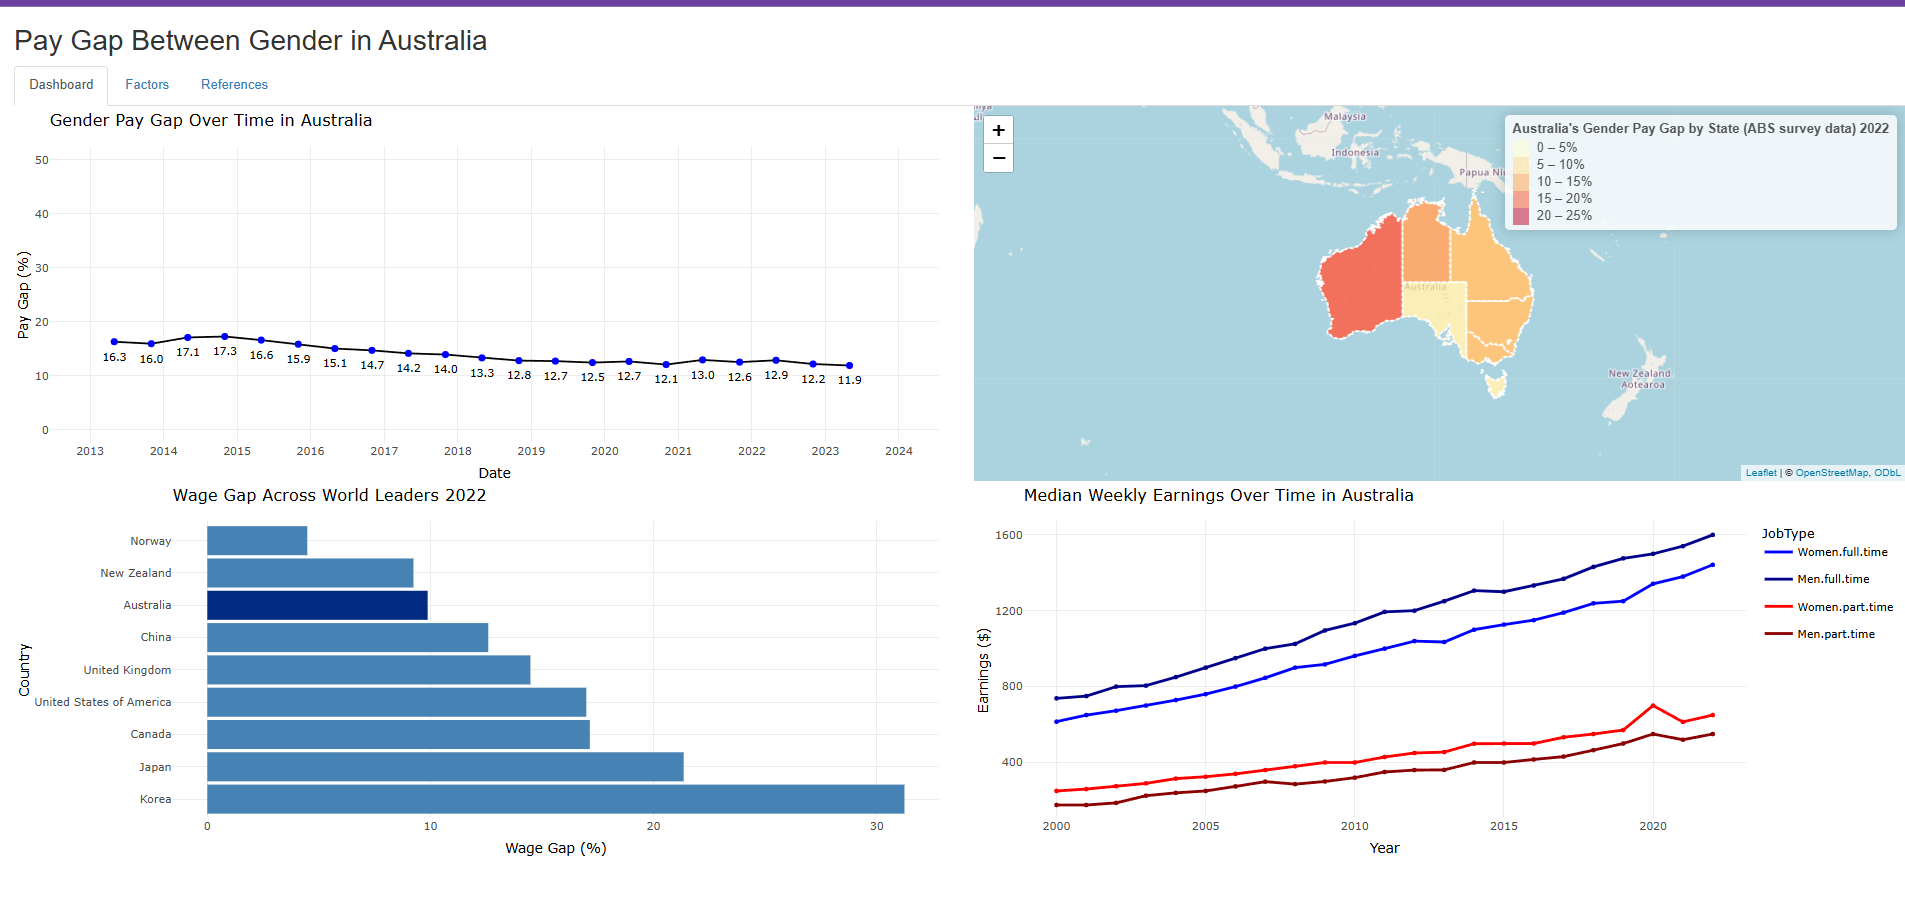 Pay Gap Between Gender in Australia
Dashboard
Factors
References
Gender Pay Gap Over Time in Australia
Pay Gap (%)
50
40
30
20
10
0
16.3
16.0
17.1
17.3
16.6
15.9
15.1
14.7
14.2
14.0
13.3
12.8
12.7
12.5
12.7
12.1
13.0
12.6
12.9
12.2
11.9
2013
2014
2015
2016
2017
2018
2019
2020
2021
2022
2023
2024
Date
+
−
Malaysia
Indonesia
Papua
Australia
New Zealand
Aotearoa
Australia's Gender Pay Gap by State (ABS survey data) 2022
0 – 5%
5 – 10%
10 – 15%
15 – 20%
20 – 25%
Leaflet | © OpenStreetMap, ODbL
Wage Gap Across World Leaders 2022
Country
Norway
New Zealand
Australia
China
United Kingdom
United States of America
Canada
Japan
Korea
0
10
20
30
Wage Gap (%)
Median Weekly Earnings Over Time in Australia
Earnings ($)
1600
1200
800
400
2000
2005
2010
2015
2020
Year
JobType
Women.full.time
Men.full.time
Women.part.time
Men.part.time